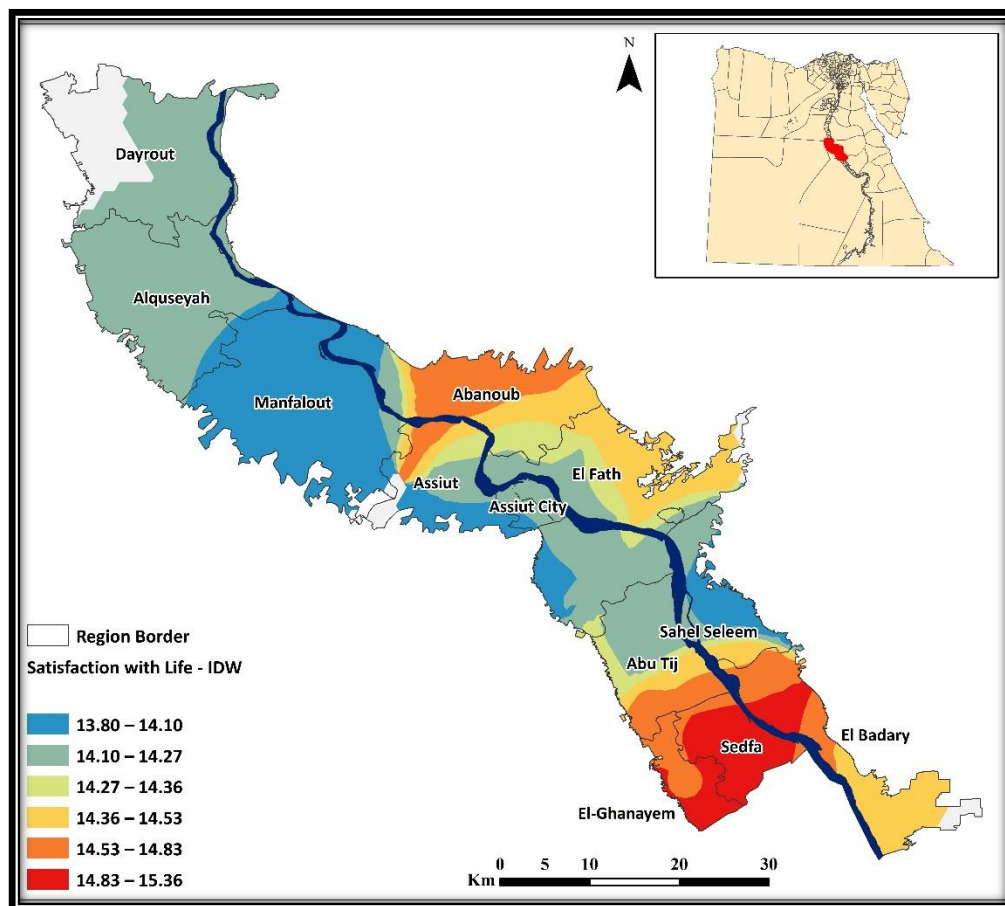 N
Dayrout
Alquseyah
Manfalout
Abanoub
Assiut
El Fath
Assiut City
Sahel Seleem
Abu Tij
Sedfa
El Badary
El-Ghanayem
Region Border
Satisfaction with Life - IDW
13.80 – 14.10
14.10 – 14.27
14.27 – 14.36
14.36 – 14.53
14.53 – 14.83
14.83 – 15.36
0 5 10 20 30
Km